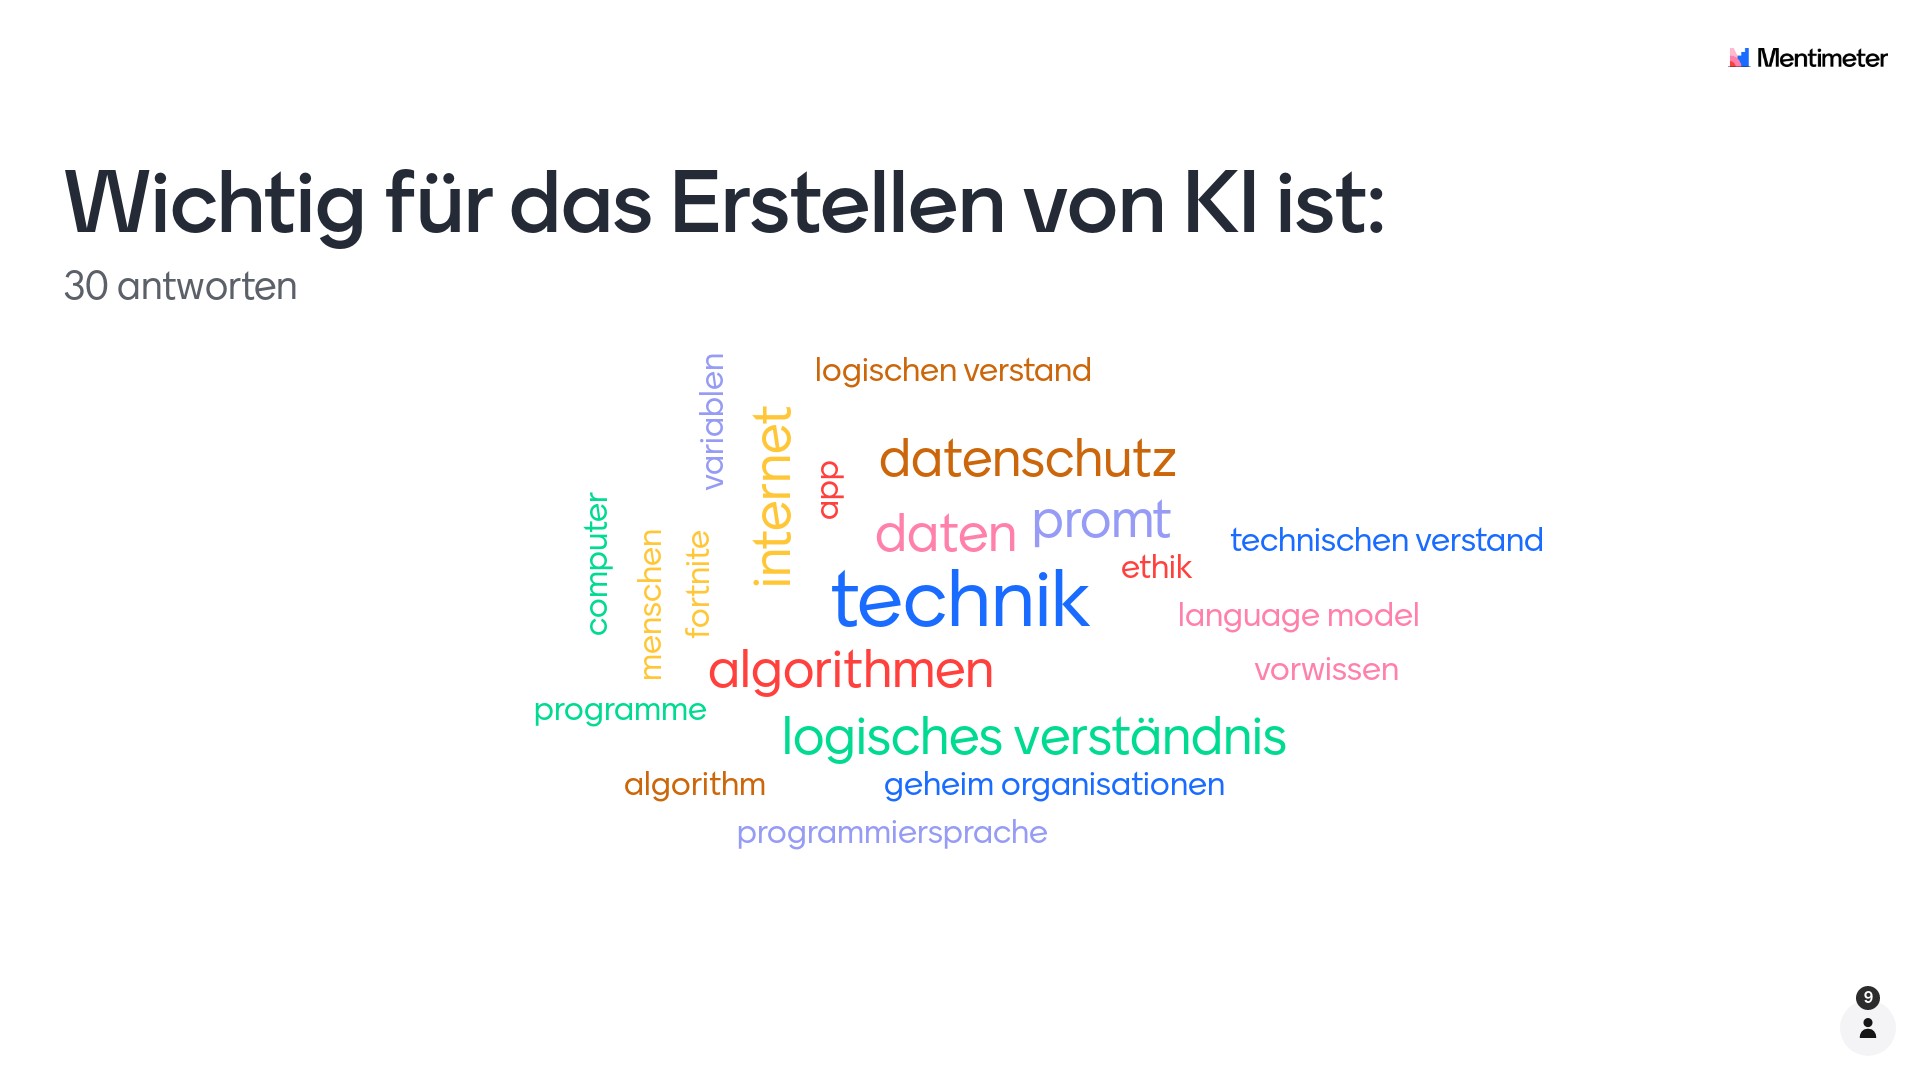 Mentimeter
Wichtig für das Erstellen von KI ist:
30 antworten
logischen verstand
variablen
internet
app
datenschutz
daten
promt
technischen verstand
computer
menschen
fortnite
ethik
technik
language model
algorithmen
vorwissen
programme
logisches verständnis
algorithm
geheim organisationen
programmiersprache
9